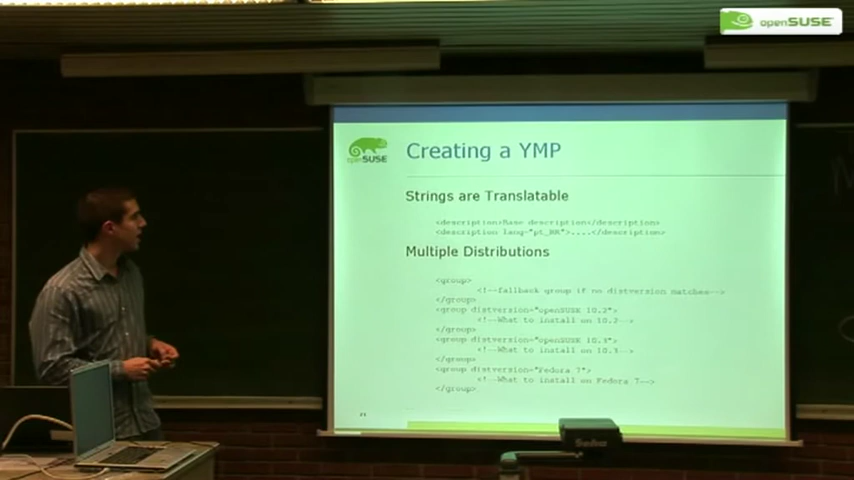 openSUSE
openSUSE
Creating a YMP
Strings are Translatable
<description>Base description</description>
<description lang="pt_BR">....</description>
Multiple Distributions
<group>
<!--fallback group if no distversion matches-->
</group>
<group distversion="openSUSE 10.2">
<!--What to install on 10.2-->
</group>
<group distversion="openSUSE 10.3">
<!--What to install on 10.3-->
</group>
<group distversion="Fedora 7">
<!--What to install on Fedora 7-->
</group>